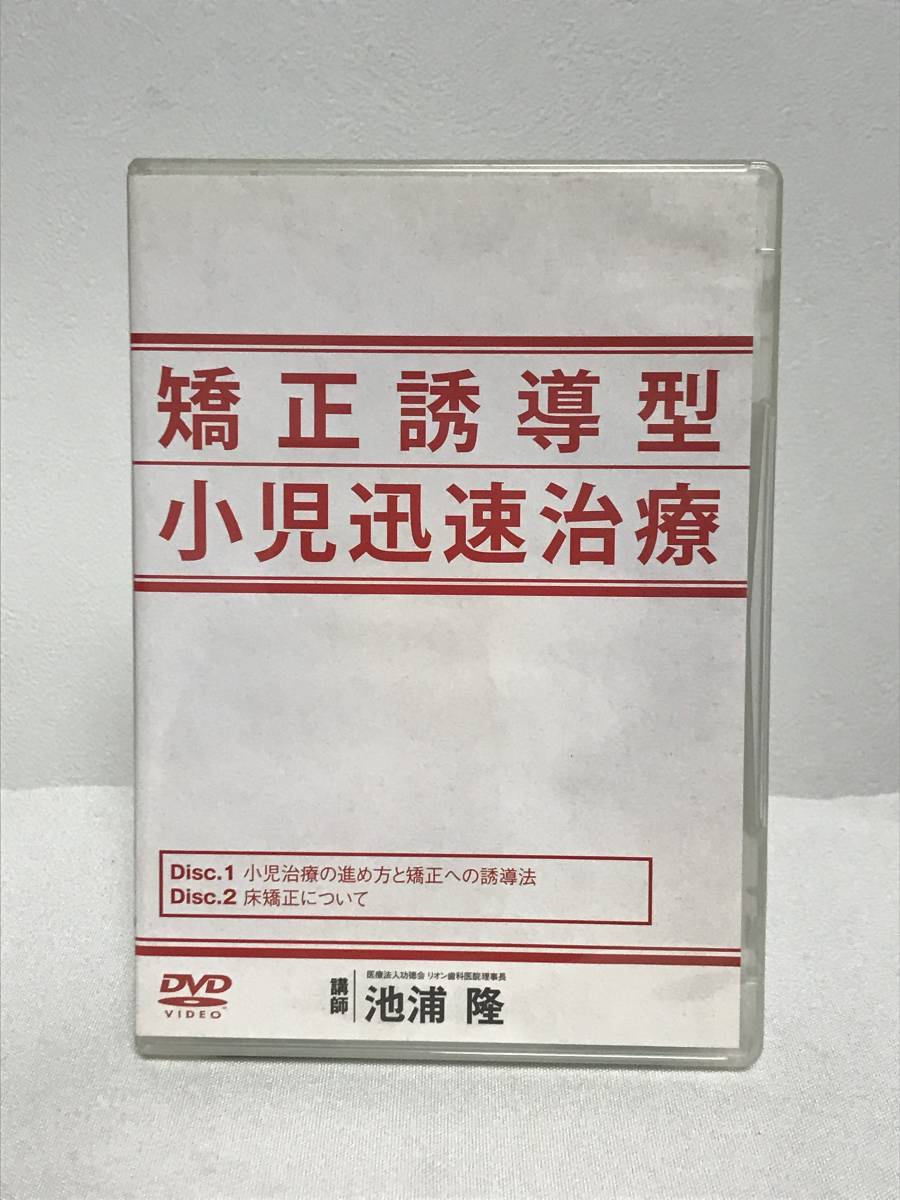 矯正誘導型
小児迅速治療
Disc.1 小児治療の進め方と矯正への誘導法
Disc.2 床矯正について
DVD
VIDEO
講師
医療法人功徳会 リオン歯科医院理事長
池浦 隆